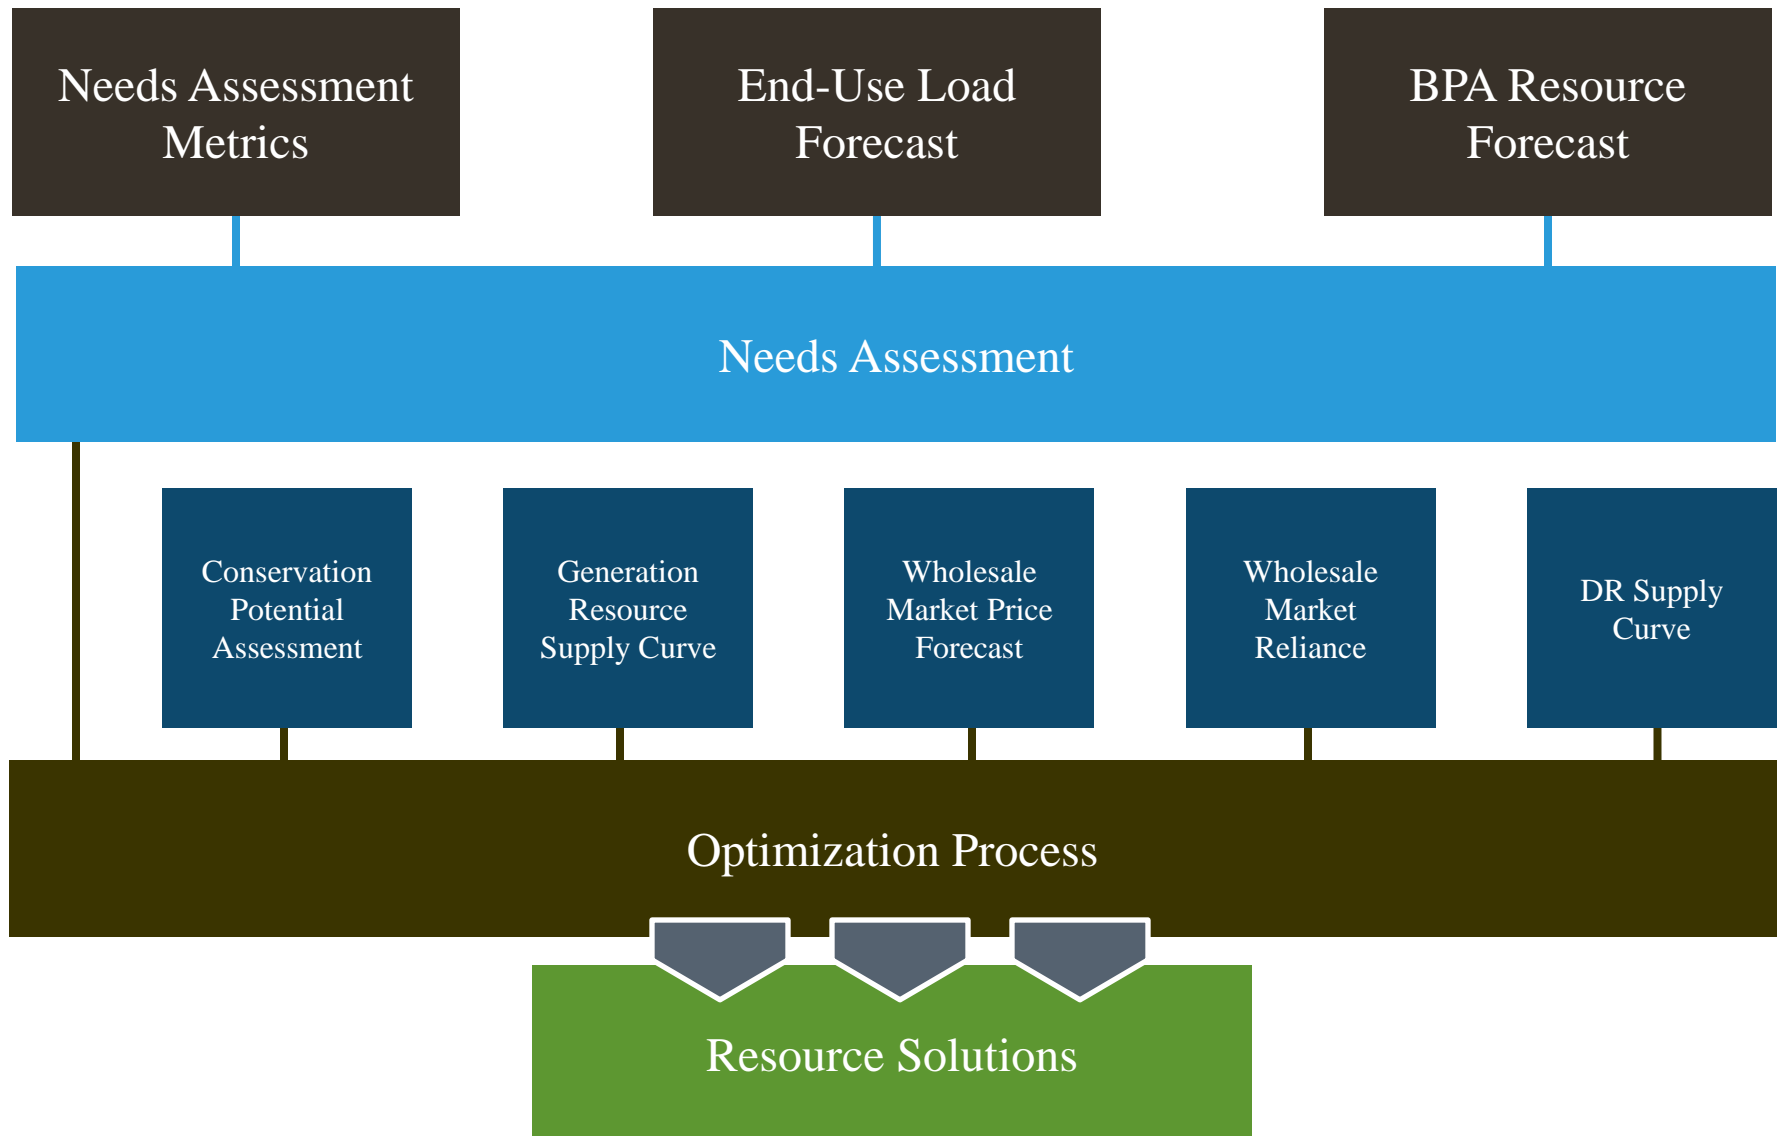 Needs Assessment
Metrics
End-Use Load
Forecast
BPA Resource
Forecast
Needs Assessment
Conservation
Potential
Assessment
Generation
Resource
Supply Curve
Wholesale
Market Price
Forecast
Wholesale
Market
Reliance
DR Supply
Curve
Optimization Process
Resource Solutions